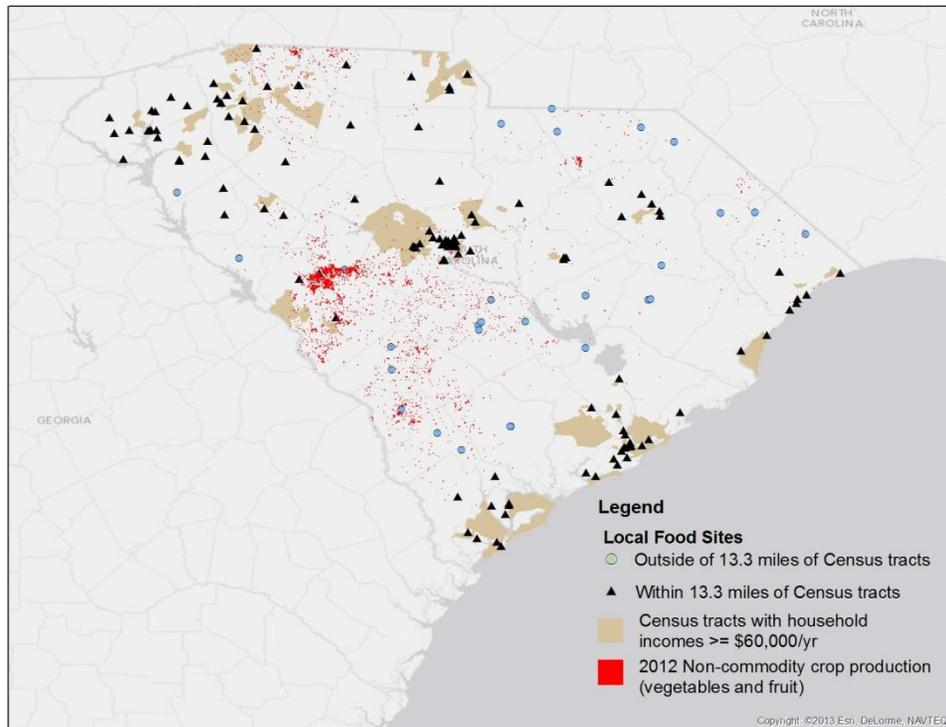 NORTH
CAROLINA
SOUTH
CAROLINA
GEORGIA
Legend
Local Food Sites
Outside of 13.3 miles of Census tracts
Within 13.3 miles of Census tracts
Census tracts with household
incomes >= $60,000/yr
2012 Non-commodity crop production
(vegetables and fruit)
Copyright: ©2013 Esri, DeLorme, NAVTEQ